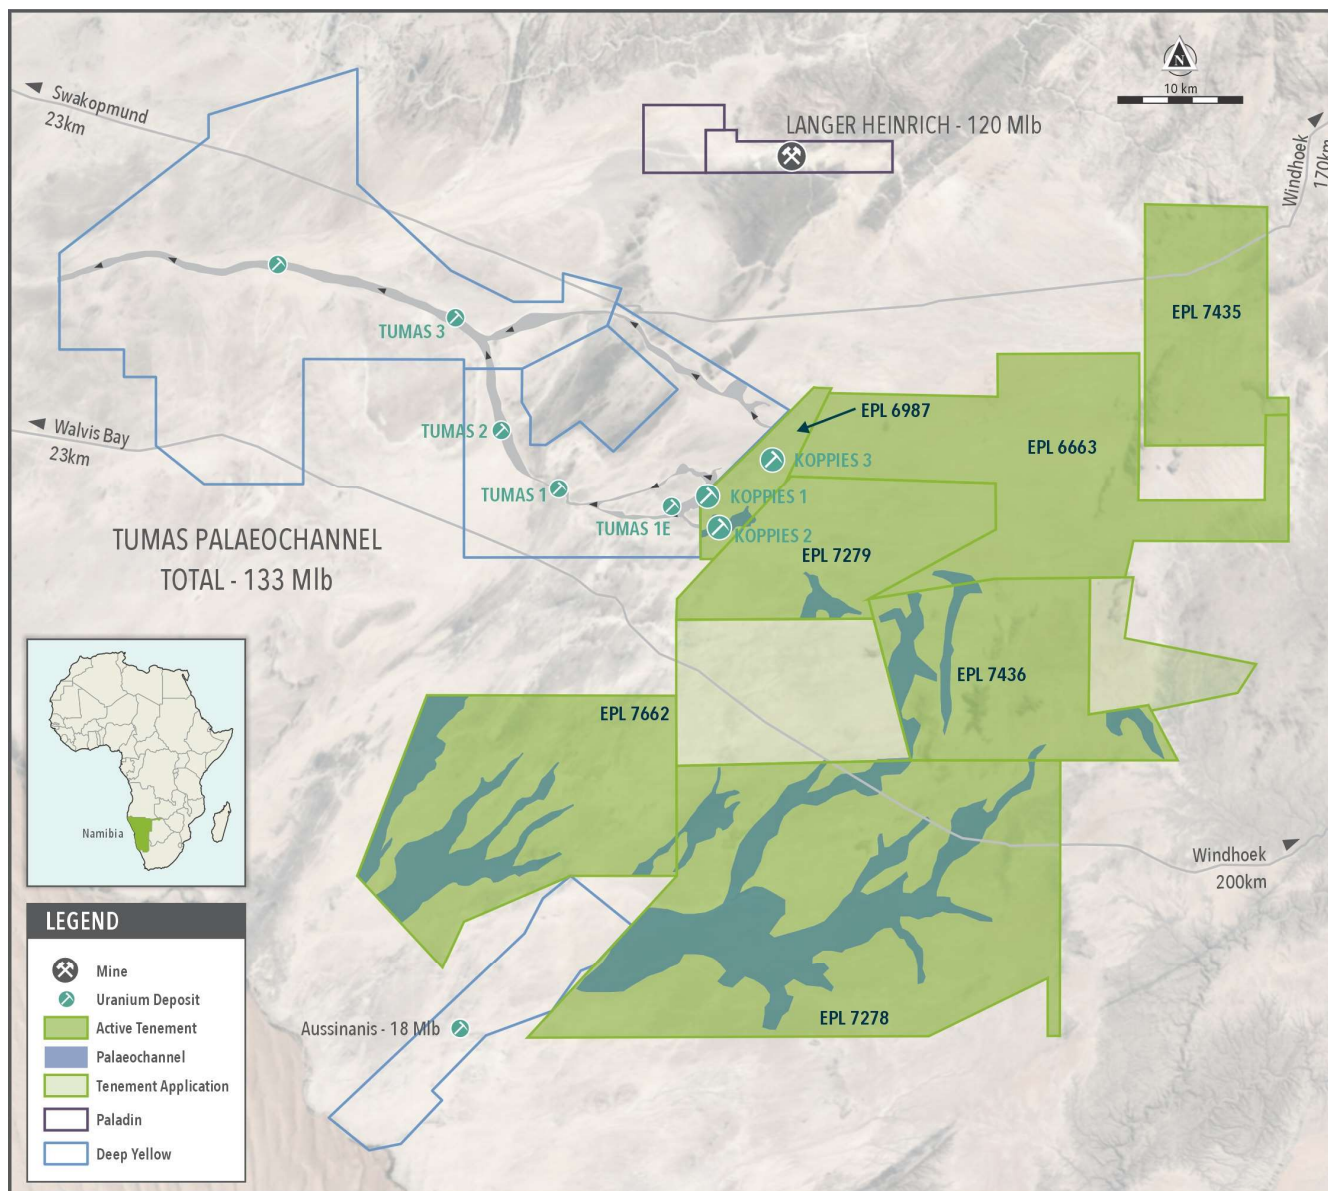 N
10 km
Swakopmund
23km
LANGER HEINRICH - 120 Mlb
Windhoek
170km
EPL 7435
TUMAS 3
EPL 6987
Walvis Bay
23km
TUMAS 2
EPL 6663
KOPPIES 3
TUMAS 1
KOPPIES 1
TUMAS 1E
KOPPIES 2
TUMAS PALAEOCHANNEL
TOTAL - 133 Mlb
EPL 7279
EPL 7436
EPL 7662
Namibia
Windhoek
200km
LEGEND
Mine
Uranium Deposit
Active Tenement
Palaeochannel
Tenement Application
Paladin
Deep Yellow
Aussinanis - 18 Mlb
EPL 7278